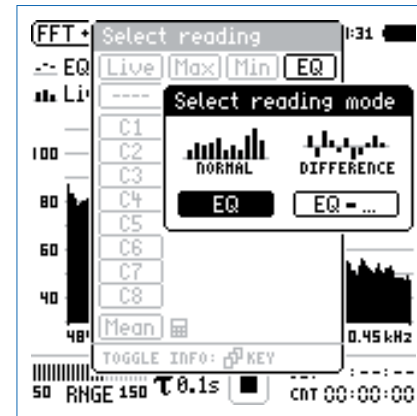 FFT
Select reading
:31
EQ
Live Max Min EQ
Li
----
Select reading mode
C1
C2
C3
C4
C5
C6
C7
C8
NORMAL
DIFFERENCE
EQ
EQ - ...
100
80
60
40
Mean
48
0.45 kHz
TOGGLE INFO: KEY
50 RNGE 150 τ 0.1s
CNT 00:00:00